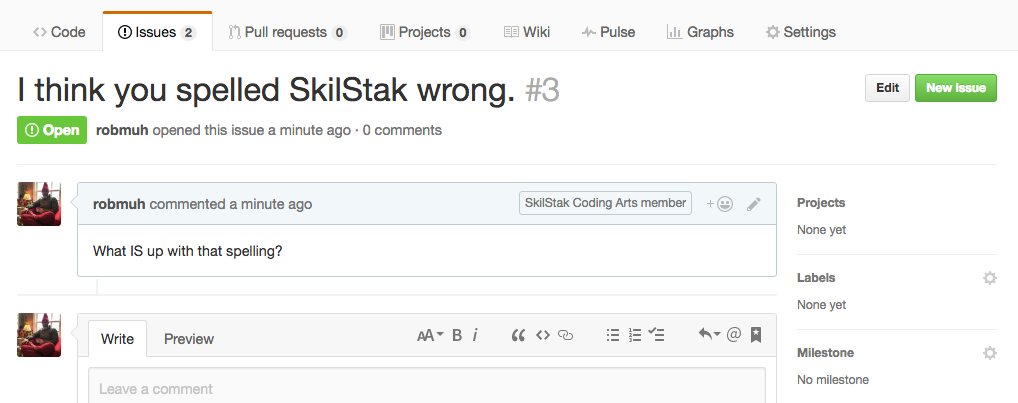 Code Issues 2 Pull requests 0 Projects 0 Wiki Pulse Graphs Settings
I think you spelled SkilStak wrong. #3
Edit New Issue
Open robmuh opened this issue a minute ago · 0 comments
robmuh commented a minute ago SkilStak Coding Arts member
What IS up with that spelling?
Projects
None yet
Labels
None yet
Write Preview AA B i
Milestone
No milestone
Leave a comment